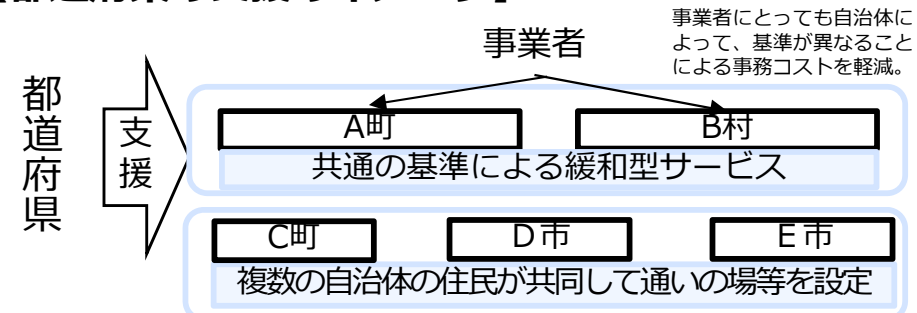 事業者にとっても自治体に
よって、基準が異なること
による事務コストを軽減。
事業者
都道府県
支援
A町
B村
共通の基準による緩和型サービス
C町
D市
E市
複数の自治体の住民が共同して通いの場等を設定